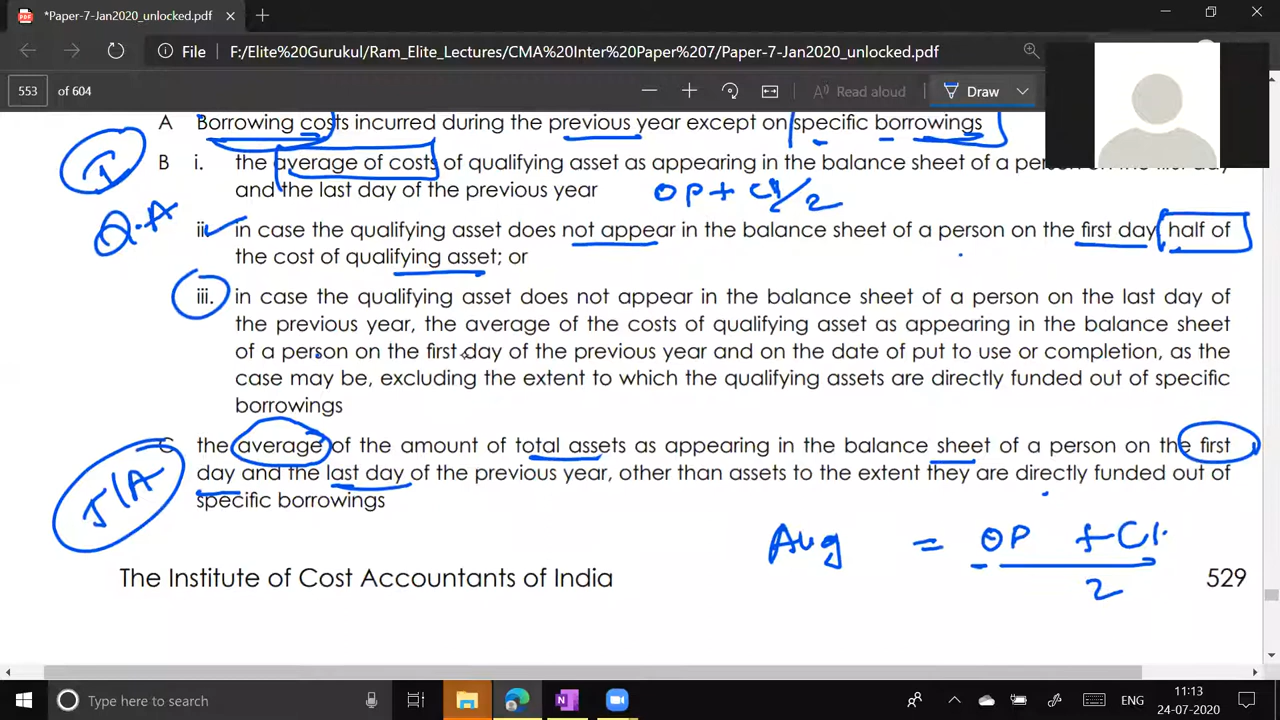 *Paper-7-Jan2020_unlocked.pdf
File F:/Elite%20Gurukul/Ram_Elite_Lectures/CMA%20Inter%20Paper%207/Paper-7-Jan2020_unlocked.pdf
553 of 604 Read aloud Draw
A Borrowing costs incurred during the previous year except on specific borrowings
I
B i. the average of costs of qualifying asset as appearing in the balance sheet of a person on the first day
and the last day of the previous year OP + Cl/2
Q.A
ii in case the qualifying asset does not appear in the balance sheet of a person on the first day half of
the cost of qualifying asset; or
iii. in case the qualifying asset does not appear in the balance sheet of a person on the last day of
the previous year, the average of the costs of qualifying asset as appearing in the balance sheet
of a person on the first day of the previous year and on the date of put to use or completion, as the
case may be, excluding the extent to which the qualifying assets are directly funded out of specific
borrowings
C the average of the amount of total assets as appearing in the balance sheet of a person on the first
day and the last day of the previous year, other than assets to the extent they are directly funded out of
specific borrowings
T/A
Avg = OP + Cl
2
The Institute of Cost Accountants of India 529
Type here to search ENG 11:13
24-07-2020